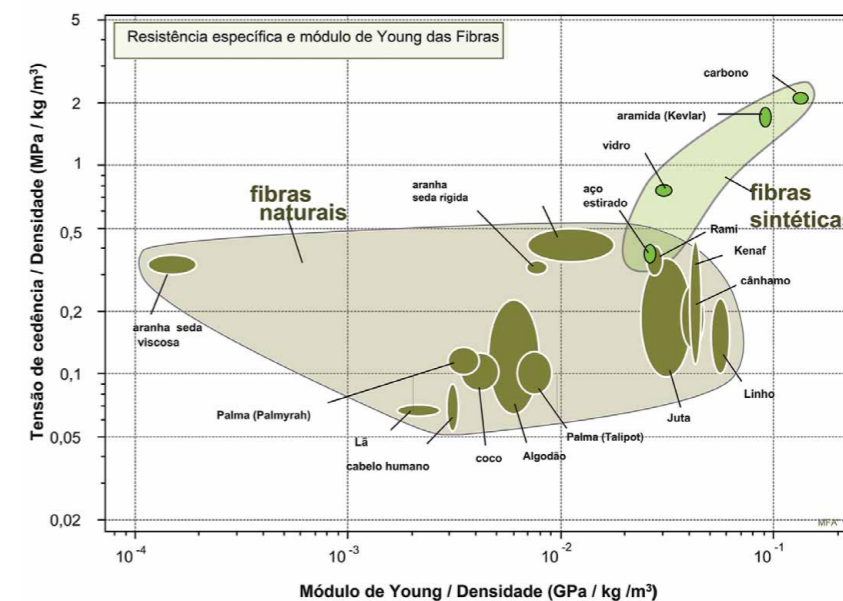 Resistência específica e módulo de Young das Fibras
5
2
1
0,5
0,2
0,1
0,05
0,02
Tensão de cedência / Densidade (MPa / kg /m³)
carbono
aramida (Kevlar)
vidro
aço
estirado
aranha
seda rígida
fibras
naturais
fibras
sintética
Rami
Kenaf
cânhamo
aranha seda
viscosa
Palma (Palmyrah)
Lã
cabelo humano
coco
Algodão
Palma (Talipot)
Juta
Linho
MFA
10⁻⁴
10⁻³
10⁻²
10⁻¹
Módulo de Young / Densidade (GPa / kg /m³)